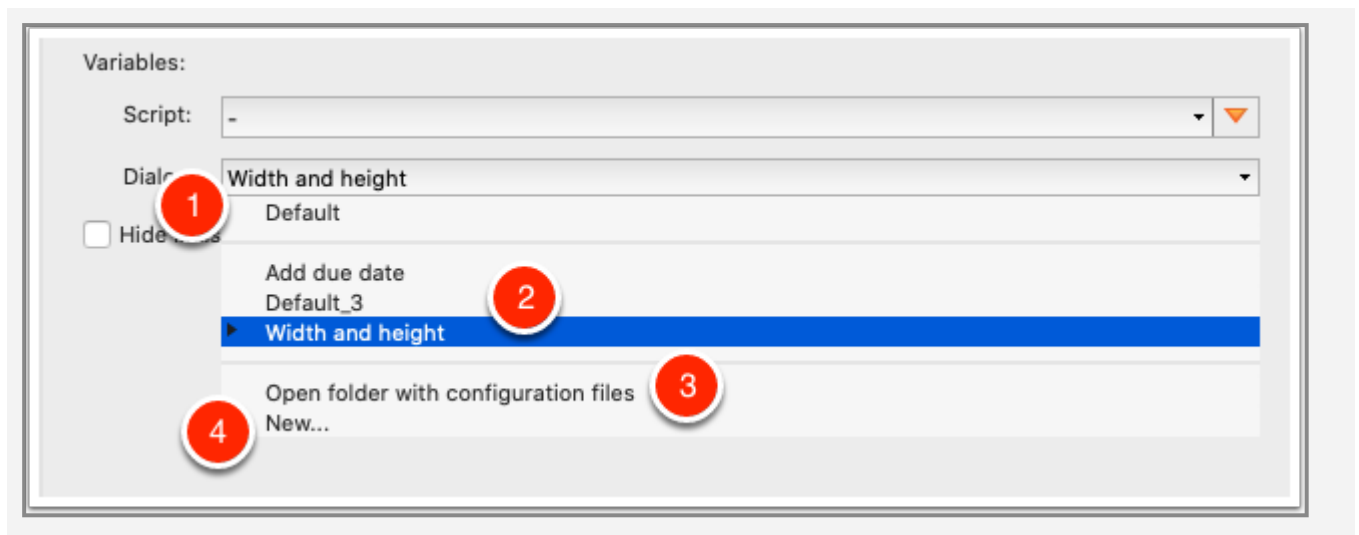 Variables:
Script: -
Width and height
1
Default
Hide
Add due date
2
Default_3
Width and height
Open folder with configuration files 3
4 New...